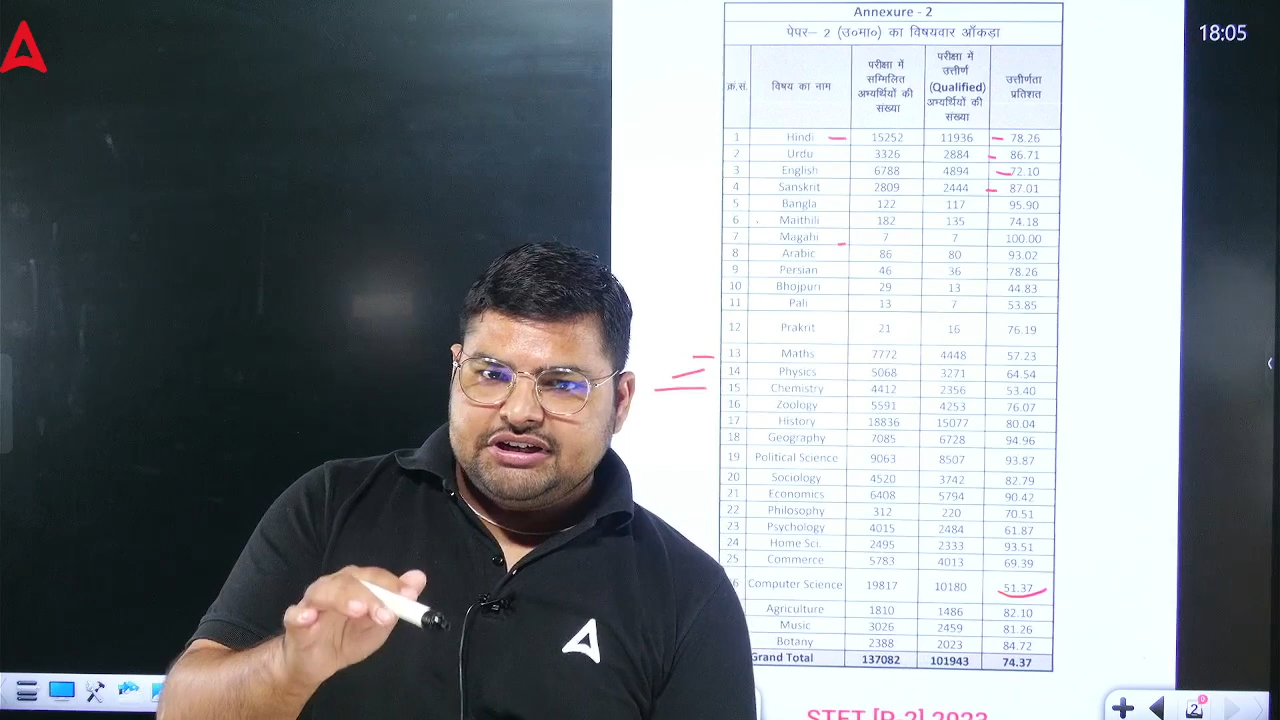 18:05
Annexure - 2
पेपर– 2 (उ०मा०) का विषयवार आँकड़ा
क्र.सं. विषय का नाम परीक्षा में सम्मिलित अभ्यर्थियों की संख्या परीक्षा में उत्तीर्ण (Qualified) अभ्यर्थियों की संख्या उत्तीर्णता प्रतिशत
1 Hindi 15252 11936 78.26
2 Urdu 3326 2884 86.71
3 English 6788 4894 72.10
4 Sanskrit 2809 2444 87.01
5 Bangla 122 117 95.90
6 Maithili 182 135 74.18
7 Magahi 7 7 100.00
8 Arabic 86 80 93.02
9 Persian 46 36 78.26
10 Bhojpuri 29 13 44.83
11 Pali 13 7 53.85
12 Prakrit 21 16 76.19
13 Maths 7772 4448 57.23
14 Physics 5068 3271 64.54
15 Chemistry 4412 2356 53.40
16 Zoology 5591 4253 76.07
17 History 18836 15077 80.04
18 Geography 7085 6728 94.96
19 Political Science 9063 8507 93.87
20 Sociology 4520 3742 82.79
21 Economics 6408 5794 90.42
22 Philosophy 312 220 70.51
23 Psychology 4015 2484 61.87
24 Home Sci. 2495 2333 93.51
25 Commerce 5783 4013 69.39
6 Computer Science 19817 10180 51.37
Agriculture 1810 1486 82.10
Music 3026 2459 81.26
Botany 2388 2023 84.72
Grand Total 137082 101943 74.37
STET [P-2] 2023
2